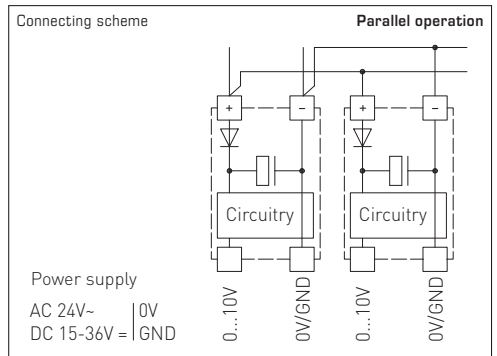 Connecting scheme
Parallel operation
+ − + −
Circuitry
Circuitry
Power supply
AC 24V~ 0V
DC 15-36V = GND
0...10V
0V/GND
0...10V
0V/GND